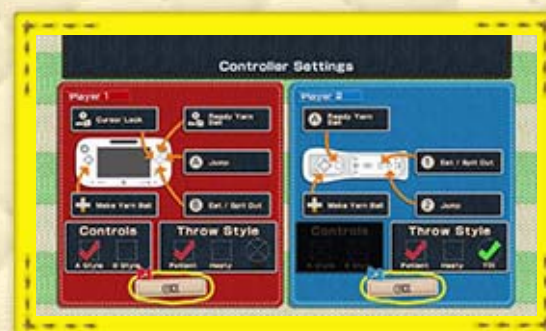 Controller Settings
Player 1
Cursor Lock
Ready Yarn Ball
A Jump
Make Yarn Ball
B Eat / Spit Out
Controls
A Style B Style
Throw Style
Patient Hasty
OK
Player 2
A Ready Yarn Ball
1 Eat / Spit Out
Make Yarn Ball
2 Jump
Controls
Throw Style
Patient Hasty Tilt
OK